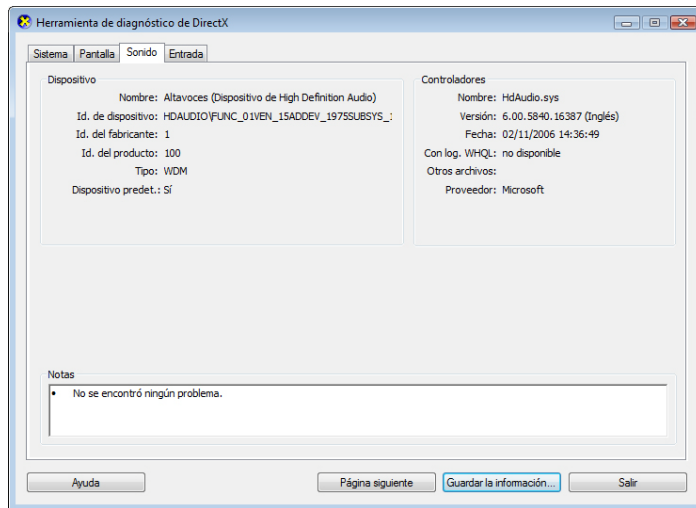 Herramienta de diagnóstico de DirectX
Sistema
Pantalla
Sonido
Entrada
Dispositivo
Nombre: Altavoces (Dispositivo de High Definition Audio)
Id. de dispositivo: HDAUDIO\FUNC_01VEN_15ADDEV_1975SUBSYS_
Id. del fabricante: 1
Id. del producto: 100
Tipo: WDM
Dispositivo predet.: Sí
Controladores
Nombre: HdAudio.sys
Versión: 6.00.5840.16387 (Inglés)
Fecha: 02/11/2006 14:36:49
Con log. WHQL: no disponible
Otros archivos:
Proveedor: Microsoft
Notas
• No se encontró ningún problema.
Ayuda
Página siguiente
Guardar la información...
Salir